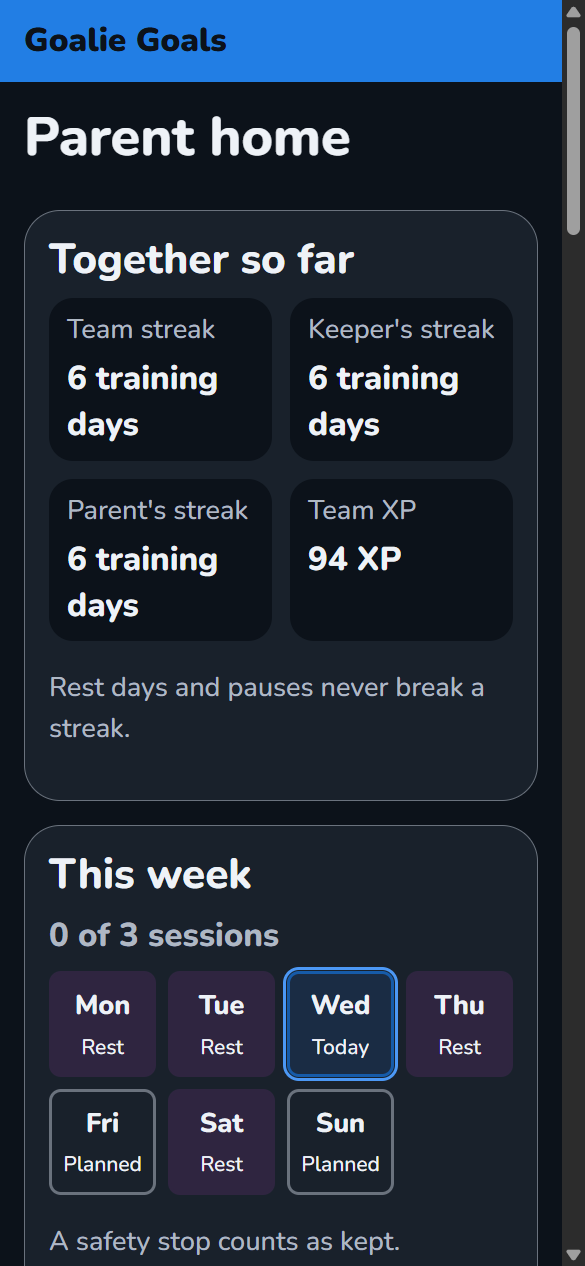 Goalie Goals
Parent home
Together so far
Team streak
6 training
days
Keeper's streak
6 training
days
Parent's streak
6 training
days
Team XP
94 XP
Rest days and pauses never break a
streak.
This week
0 of 3 sessions
Mon
Rest
Tue
Rest
Wed
Today
Thu
Rest
Fri
Planned
Sat
Rest
Sun
Planned
A safety stop counts as kept.